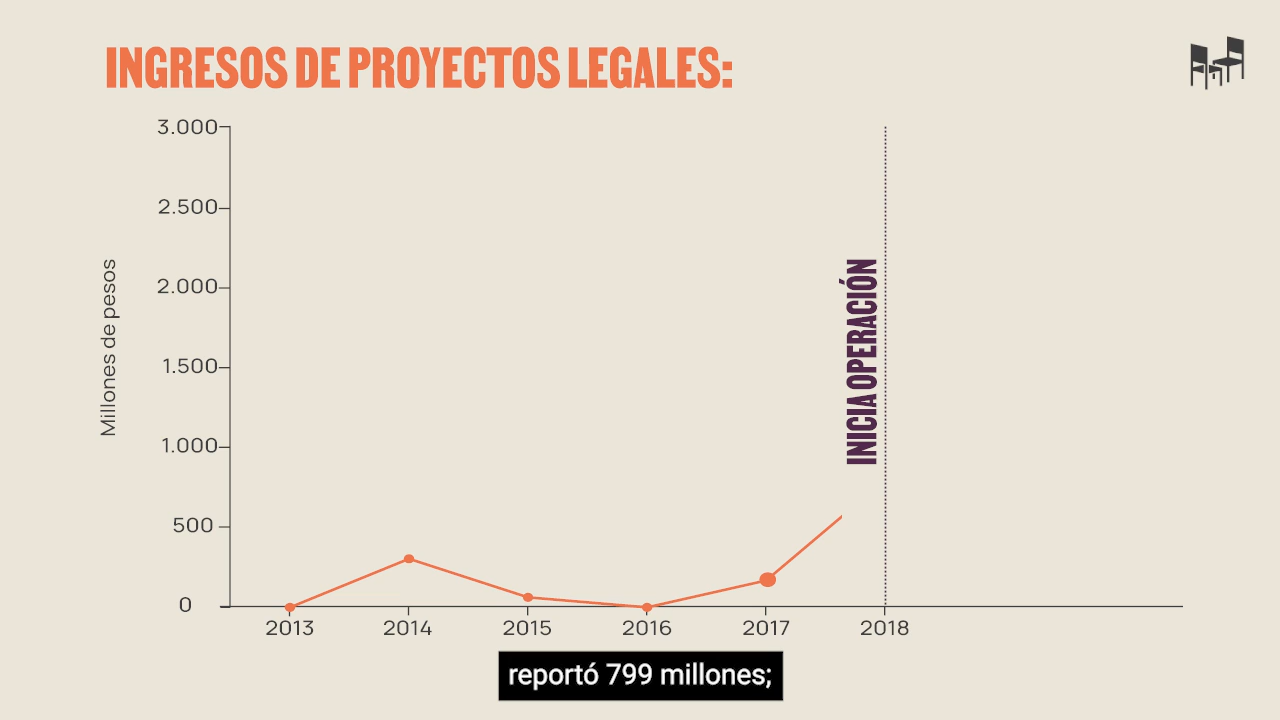 INGRESOS DE PROYECTOS LEGALES:
3.000
2.500
2.000
1.500
1.000
500
0
Millones de pesos
INICIA OPERACIÓN
2013 2014 2015 2016 2017 2018
reportó 799 millones;